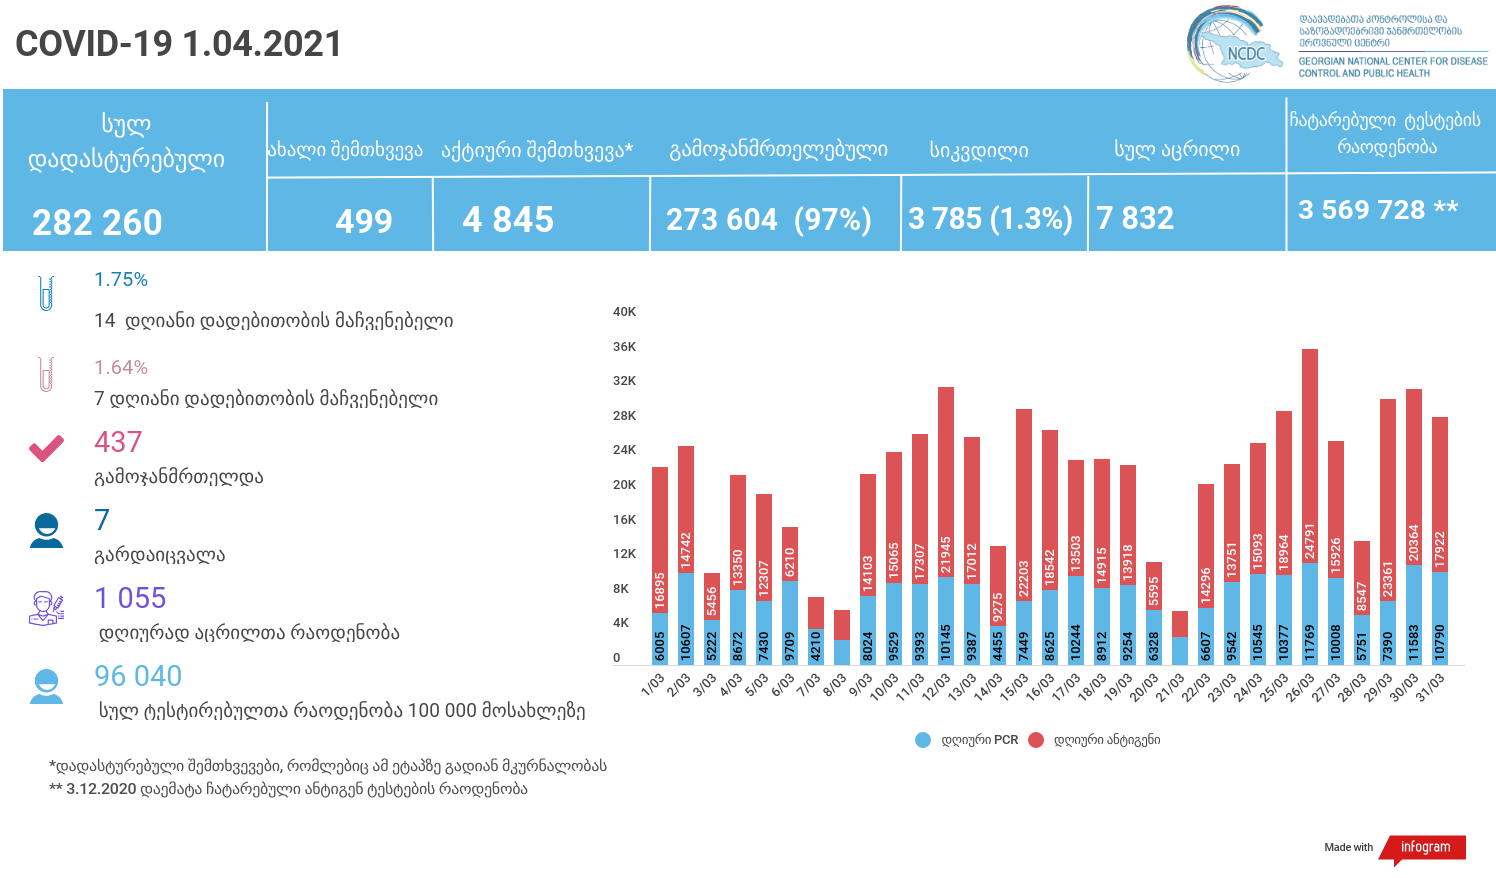 COVID-19 1.04.2021
დაავადებათა კონტროლისა და
საზოგადოებრივი ჯანმრთელობის
ეროვნული ცენტრი
NCDC
GEORGIAN NATIONAL CENTER FOR DISEASE
CONTROL AND PUBLIC HEALTH
სულ
დადასტურებული
282 260
ახალი შემთხვევა
499
აქტიური შემთხვევა*
4 845
გამოჯანმრთელებული
273 604 (97%)
სიკვდილი
3 785 (1.3%)
სულ აცრილი
7 832
ჩატარებული ტესტების
რაოდენობა
3 569 728 **
1.75%
14 დღიანი დადებითობის მაჩვენებელი
1.64%
7 დღიანი დადებითობის მაჩვენებელი
437
გამოჯანმრთელდა
7
გარდაიცვალა
1 055
დღიურად აცრილთა რაოდენობა
96 040
სულ ტესტირებულთა რაოდენობა 100 000 მოსახლეზე
*დადასტურებული შემთხვევები, რომლებიც ამ ეტაპზე გადიან მკურნალობას
** 3.12.2020 დაემატა ჩატარებული ანტიგენ ტესტების რაოდენობა
40K
36K
32K
28K
24K
20K
16K
12K
8K
4K
0
16895 14742 5456 13350 12307 6210 14103 15065 17307 21945 17012 9275 22203 18542 13503 14915 13918 5595 14296 13751 15093 18964 24791 15926 8547 23361 20364 17922
6005 10607 5222 8672 7430 9709 4210 8024 9529 9393 10145 9387 4455 7449 8625 10244 8912 9254 6328 6607 9542 10545 10377 11769 10008 5751 7390 11583 10790
1/03 2/03 3/03 4/03 5/03 6/03 7/03 8/03 9/03 10/03 11/03 12/03 13/03 14/03 15/03 16/03 17/03 18/03 19/03 20/03 21/03 22/03 23/03 24/03 25/03 26/03 27/03 28/03 29/03 30/03 31/03
დღიური PCR დღიური ანტიგენი
Made with infogram